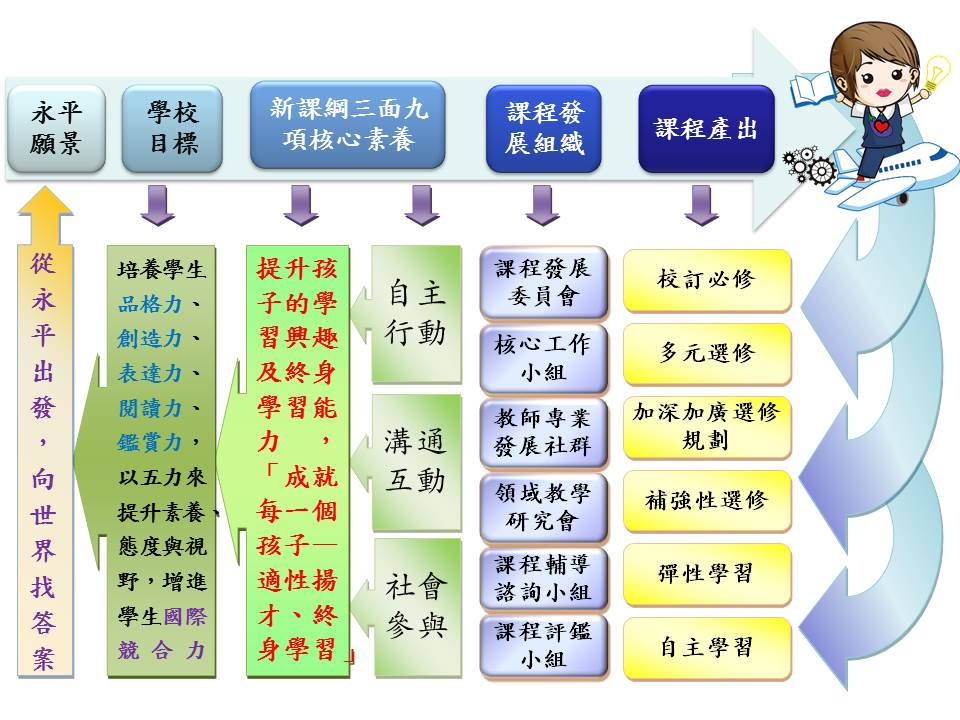 永平
願景
學校
目標
新課綱三面九
項核心素養
課程發
展組織
課程產出
從
永
平
出
發
，
向
世
界
找
答
案
培養學生
品格力、
創造力、
表達力、
閱讀力、
鑑賞力，
以五力來
提升素養、
態度與視
野，增進
學生國際
競合力
提升孩
子的學
習興趣
及終身
學習能
力，
「成就
每一個
孩子—
適性揚
才、終
身學習」
自主
行動
溝通
互動
社會
參與
課程發展
委員會
核心工作
小組
教師專業
發展社群
領域教學
研究會
課程輔導
諮詢小組
課程評鑑
小組
校訂必修
多元選修
加深加廣選修
規劃
補強性選修
彈性學習
自主學習